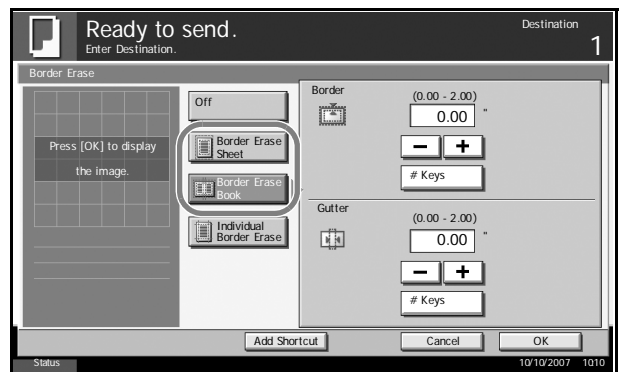 Ready to send.
Destination
Enter Destination.
1
Border Erase
Press [OK] to display
the image.
Off
Border Erase
Sheet
Border Erase
Book
Individual
Border Erase
Border
(0.00 - 2.00)
0.00 "
− +
# Keys
Gutter
(0.00 - 2.00)
0.00 "
− +
# Keys
Add Shortcut
Cancel
OK
Status
10/10/2007 1010